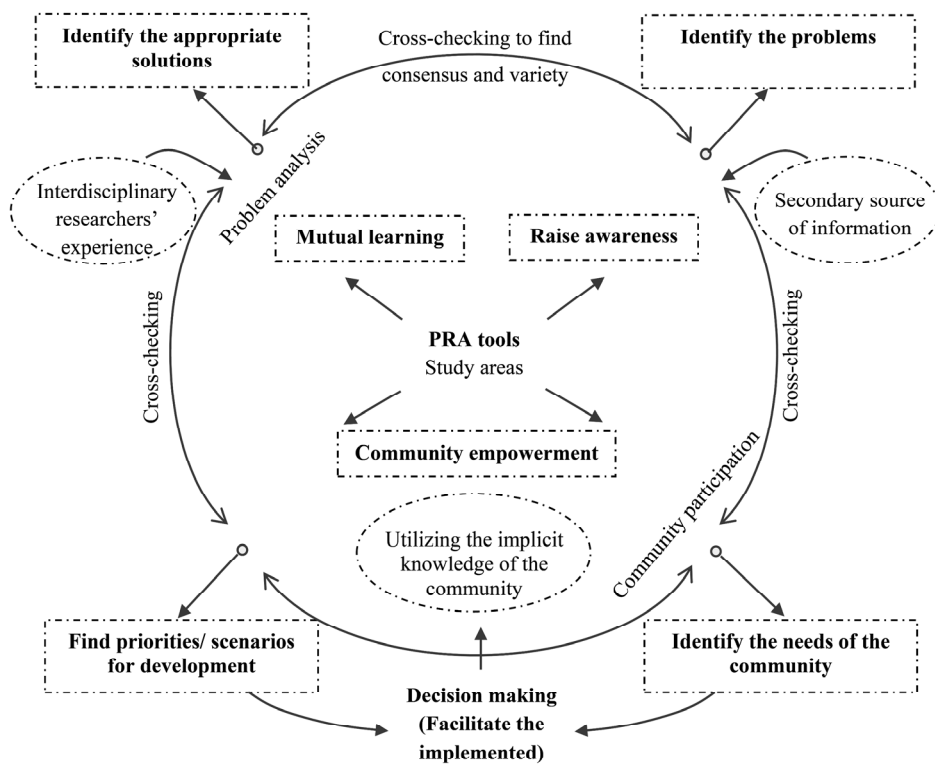 Identify the appropriate
solutions
Cross-checking to find
consensus and variety
Identify the problems
Interdisciplinary
researchers’
experience
Problem analysis
Secondary source
of information
Mutual learning
Raise awareness
Cross-checking
PRA tools
Study areas
Cross-checking
Community empowerment
Community participation
Utilizing the implicit
knowledge of the
community
Find priorities/ scenarios
for development
Identify the needs of the
community
Decision making
(Facilitate the
implemented)